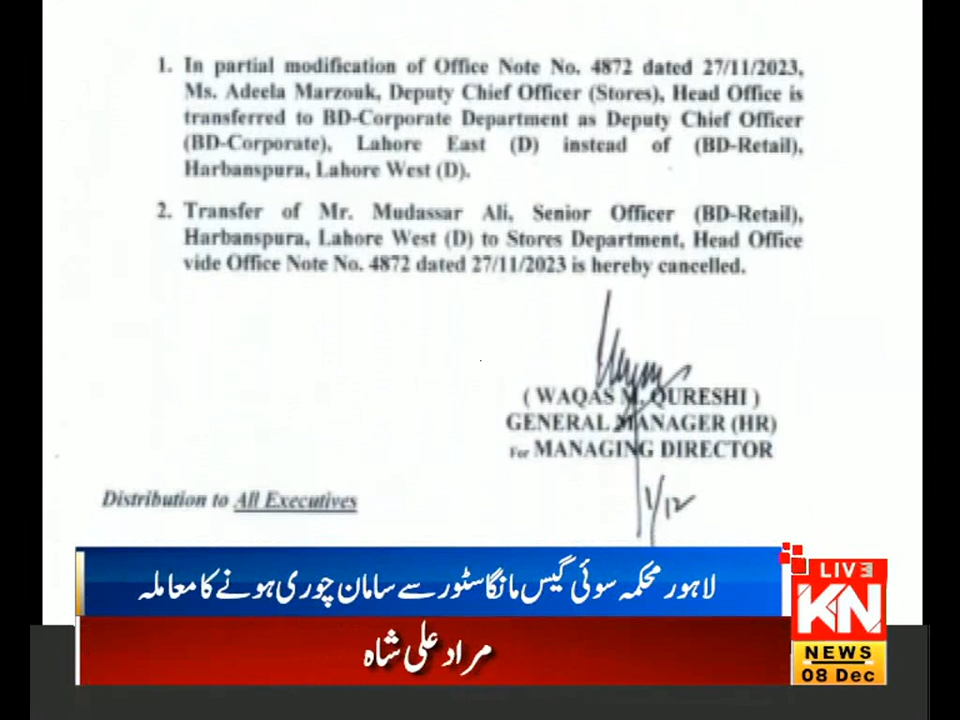 1. In partial modification of Office Note No. 4872 dated 27/11/2023,
Ms. Adeela Marzouk, Deputy Chief Officer (Stores), Head Office is
transferred to BD-Corporate Department as Deputy Chief Officer
(BD-Corporate), Lahore East (D) instead of (BD-Retail),
Harbanspura, Lahore West (D).
2. Transfer of Mr. Mudassar Ali, Senior Officer (BD-Retail),
Harbanspura, Lahore West (D) to Stores Department, Head Office
vide Office Note No. 4872 dated 27/11/2023 is hereby cancelled.
( WAQAS M. QURESHI )
GENERAL MANAGER (HR)
For MANAGING DIRECTOR
1/12
Distribution to All Executives
لاہور محکمہ سوئی گیس مانگا سٹور سے سامان چوری ہونے کا معاملہ
مراد علی شاہ
LIVE
KN
NEWS
08 Dec